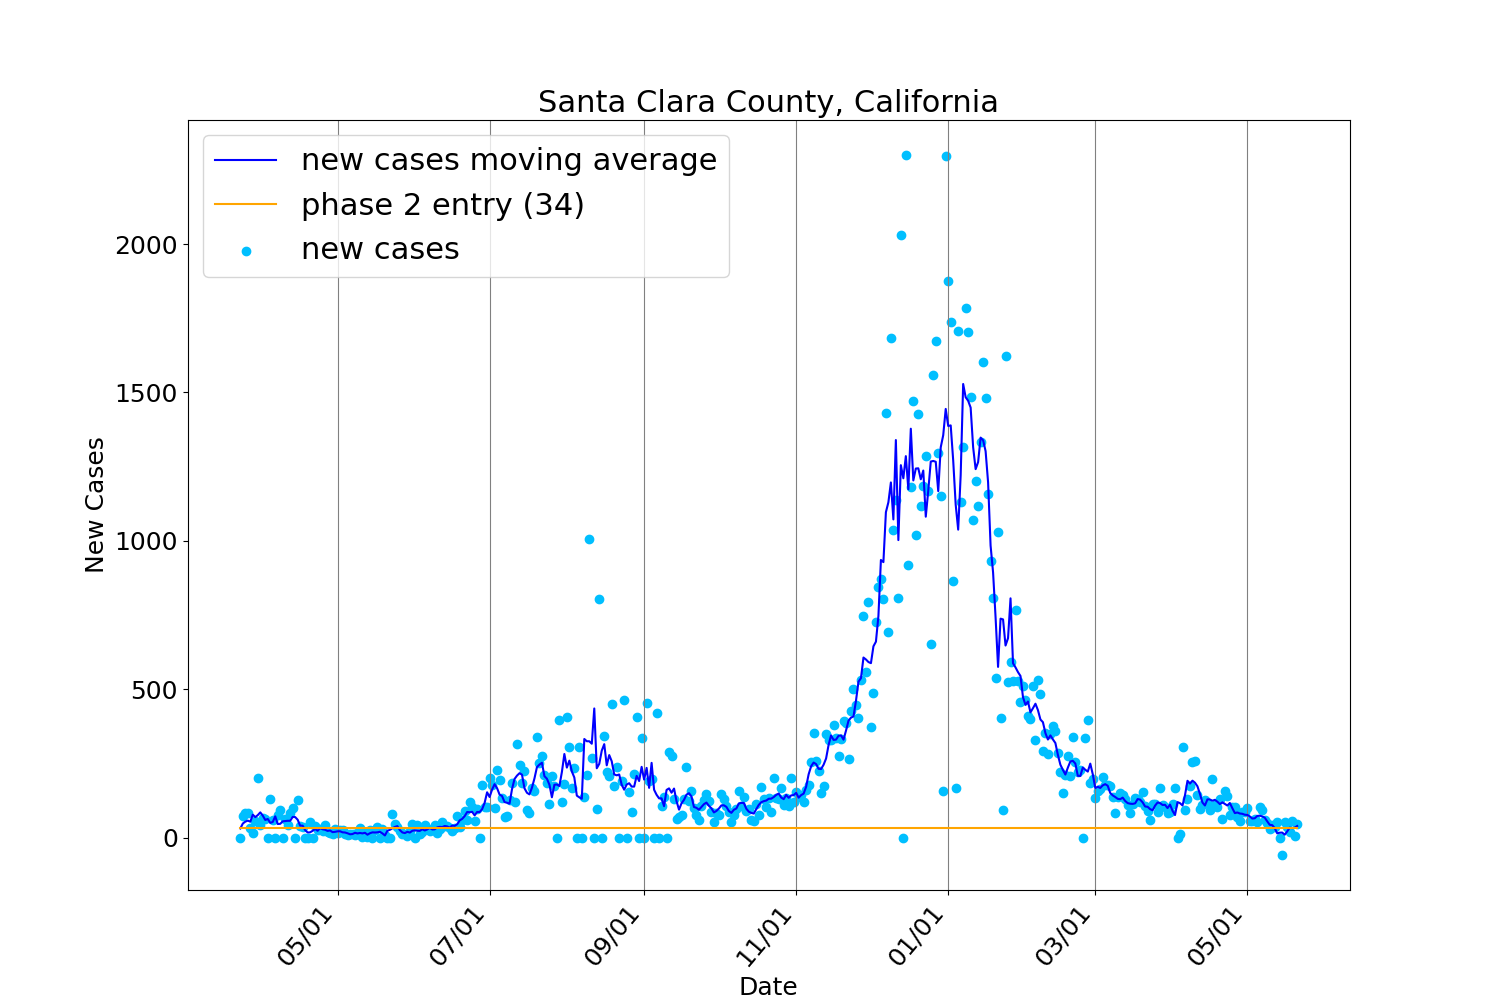 Santa Clara County, California
new cases moving average
phase 2 entry (34)
new cases
2000
1500
1000
500
0
New Cases
05/01
07/01
09/01
11/01
01/01
03/01
05/01
Date